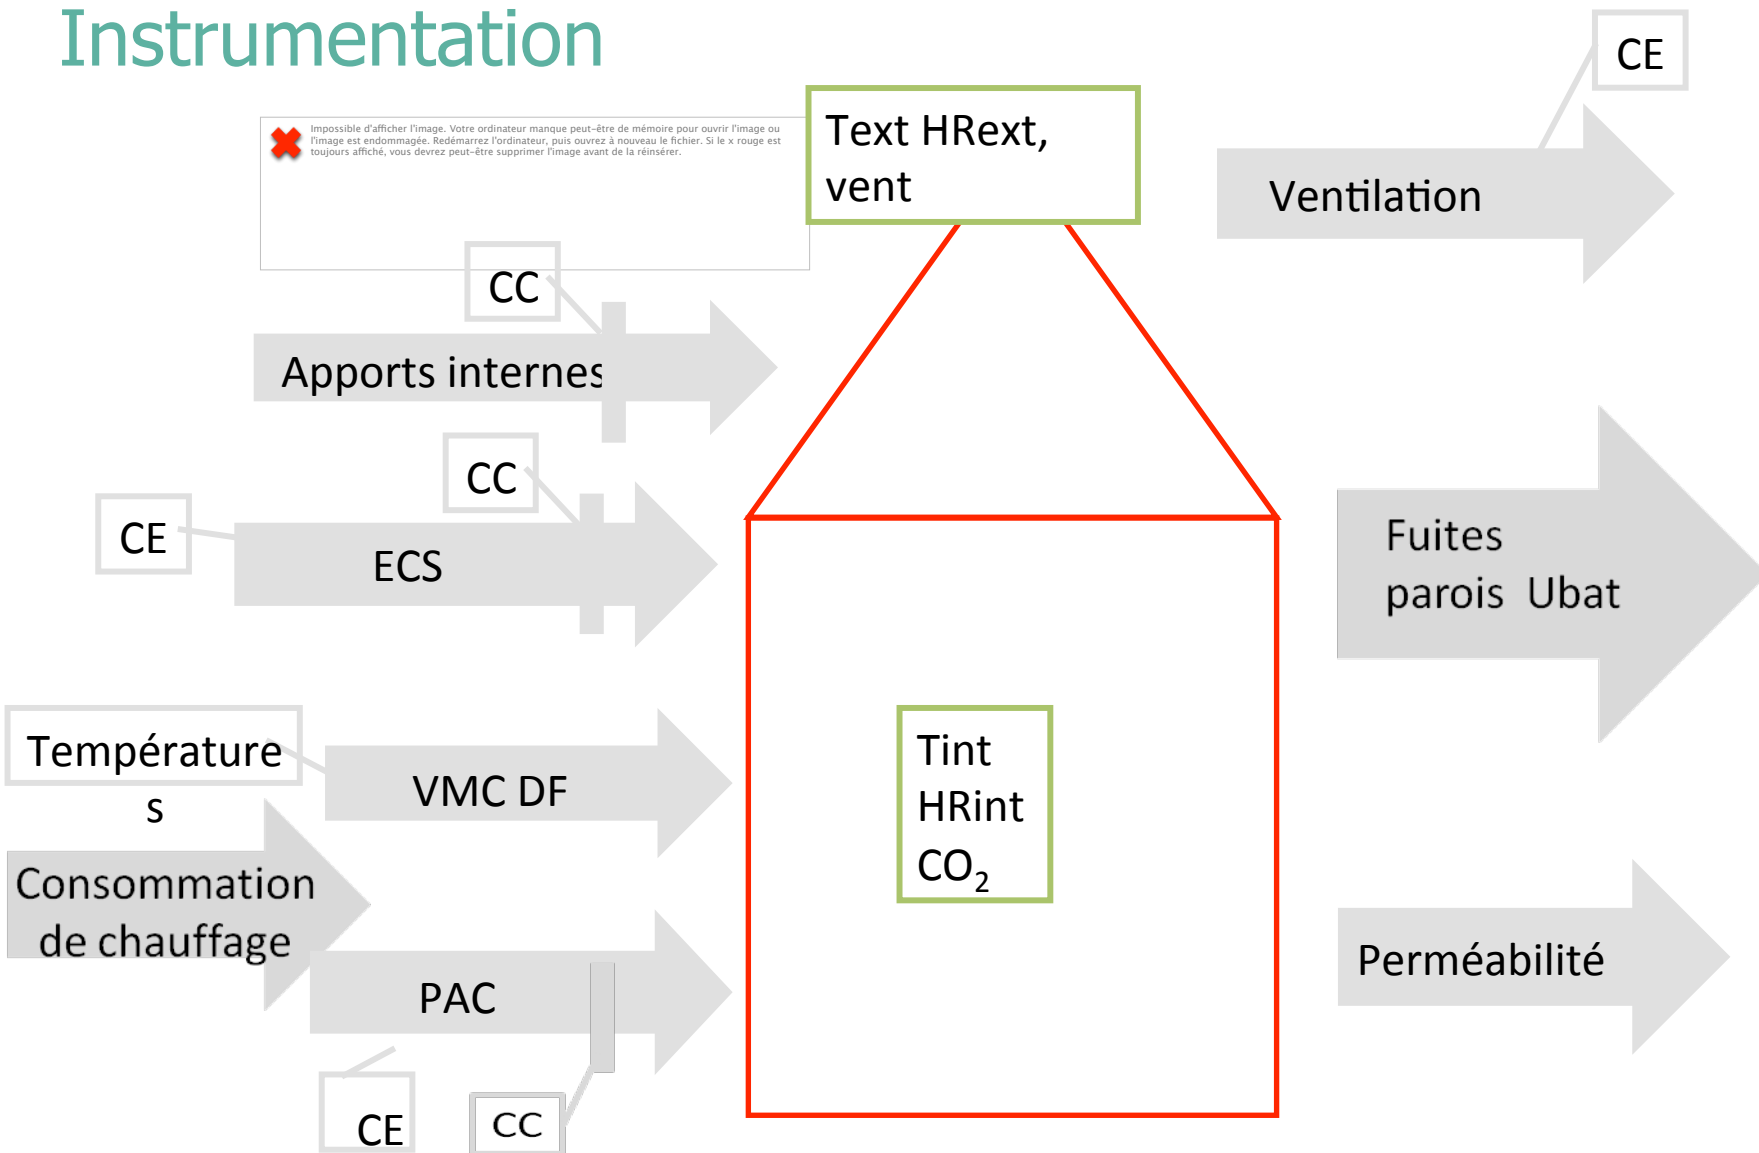 Instrumentation
CE
Impossible d'afficher l'image. Votre ordinateur manque peut-être de mémoire pour ouvrir l'image ou
l'image est endommagée. Redémarrez l'ordinateur, puis ouvrez à nouveau le fichier. Si le x rouge est
toujours affiché, vous devrez peut-être supprimer l'image avant de la réinsérer.
Text HRext,
vent
Ventilation
CC
Apports internes
CC
CE
ECS
Fuites
parois Ubat
Température
s
VMC DF
Tint
HRint
CO₂
Consommation
de chauffage
PAC
Perméabilité
CE
CC